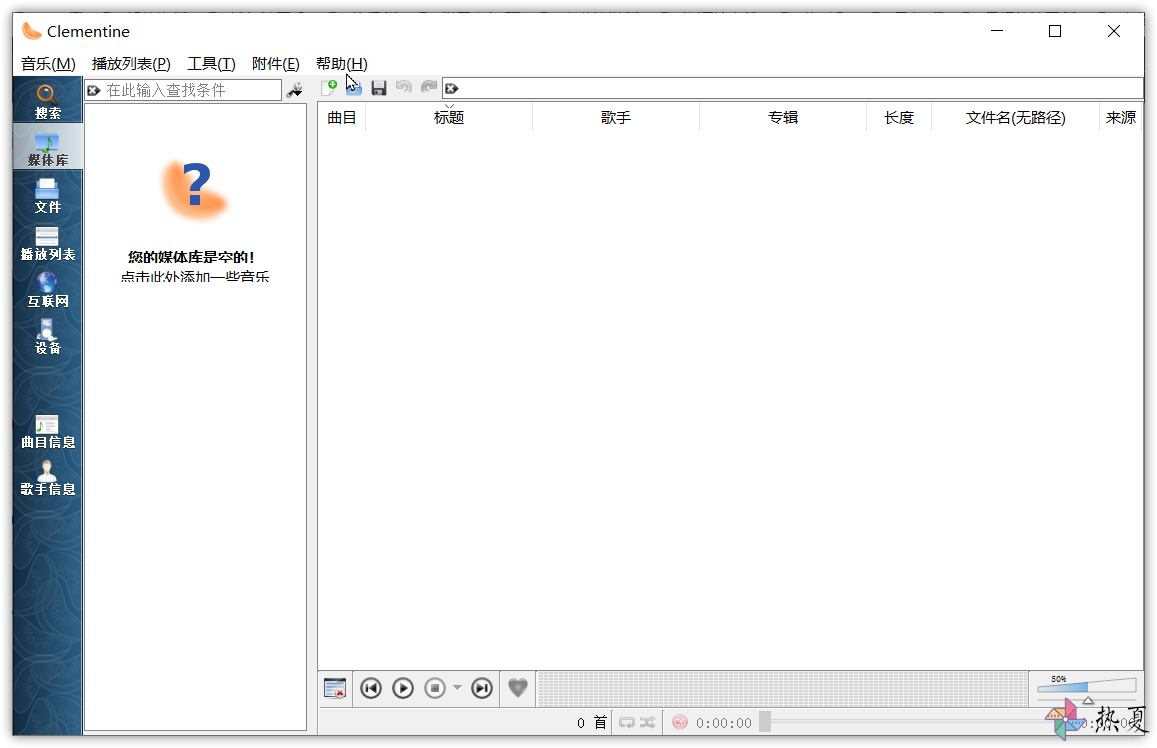 Clementine
音乐(M) 播放列表(P) 工具(T) 附件(E) 帮助(H)
搜索
媒体库
文件
播放列表
互联网
设备
曲目信息
歌手信息
在此输入查找条件
您的媒体库是空的!
点击此处添加一些音乐
曲目 标题 歌手 专辑 长度 文件名(无路径) 来源
50%
0 首
0:00:00
热夏